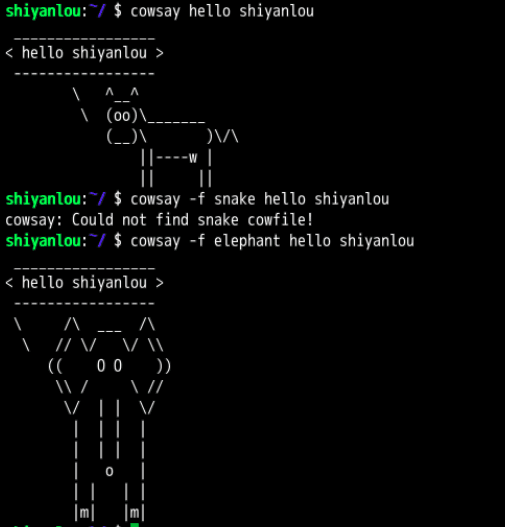 shiyanlou:~/ $ cowsay hello shiyanlou
 _________________
< hello shiyanlou >
 -----------------
        \   ^__^
         \  (oo)\_______
            (__)\       )\/\
                ||----w |
                ||     ||
shiyanlou:~/ $ cowsay -f snake hello shiyanlou
cowsay: Could not find snake cowfile!
shiyanlou:~/ $ cowsay -f elephant hello shiyanlou
 _________________
< hello shiyanlou >
 -----------------
 \     /\  ___  /\
  \   // \/   \/ \\
     ((    O O    ))
      \\ /     \ //
       \/  | |  \/
        |  | |  |
        |  | |  |
        |   o   |
        | |   | |
        |m|   |m|
shiyanlou:~/ $